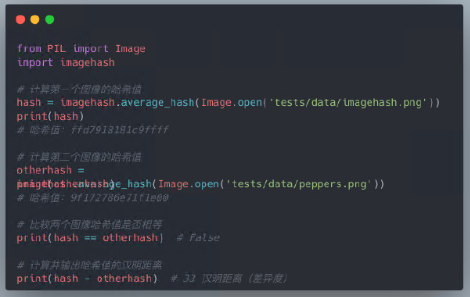 from PIL import Image
import imagehash
# 计算第一个图像的哈希值
hash = imagehash.average_hash(Image.open('tests/data/imagehash.png'))
print(hash)
# 哈希值: ffd7918181c9ffff
# 计算第二个图像的哈希值
otherhash =
imagehash.average_hash(Image.open('tests/data/peppers.png'))
print(otherhash)
# 哈希值: 9f172786e71f1e00
# 比较两个图像哈希值是否相等
print(hash == otherhash)  # False
# 计算并输出哈希值的汉明距离
print(hash - otherhash)  # 33 汉明距离（差异度）